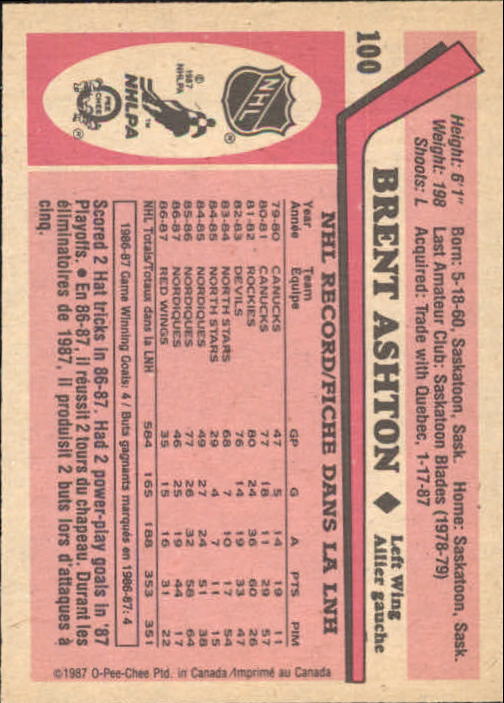 100
Height: 6'1" Born: 5-18-60, Saskatoon, Sask. Home: Saskatoon, Sask.
Weight: 198 Last Amateur Club: Saskatoon Blades (1978-79)
Shoots: L Acquired: Trade with Quebec, 1-17-87
BRENT ASHTON ◆ Left Wing
Ailier gauche
NHL
®
© 1987 NHLPA
NHLPA
™
O PEE CHEE
®
NHL RECORD/FICHE DANS LA LNH
Year Team GP G A PTS PIM
Année Équipe
79-80 CANUCKS 47 5 14 19 11
80-81 CANUCKS 77 18 11 29 57
81-82 ROCKIES 80 24 36 60 26
82-83 DEVILS 76 14 19 33 47
83-84 NORTH STARS 68 7 10 17 54
84-85 NORTH STARS 29 4 7 11 15
84-85 NORDIQUES 49 27 24 51 38
85-86 NORDIQUES 77 26 32 58 64
86-87 NORDIQUES 46 25 19 44 17
86-87 RED WINGS 35 15 16 31 22
NHL Totals/Totaux dans la LNH 584 165 188 353 351
1986-87 Game Winning Goals: 4 / Buts gagnants marqués en 1986-87: 4
Scored 2 Hat tricks in 86-87. Had 2 power-play goals in '87
Playoffs. ● En 86-87, il réussit 2 tours du chapeau. Durant les
éliminatoires de 1987, il produisit 2 buts lors d'attaques à
cinq.
©1987 O-Pee-Chee Ptd. in Canada/Imprimé au Canada